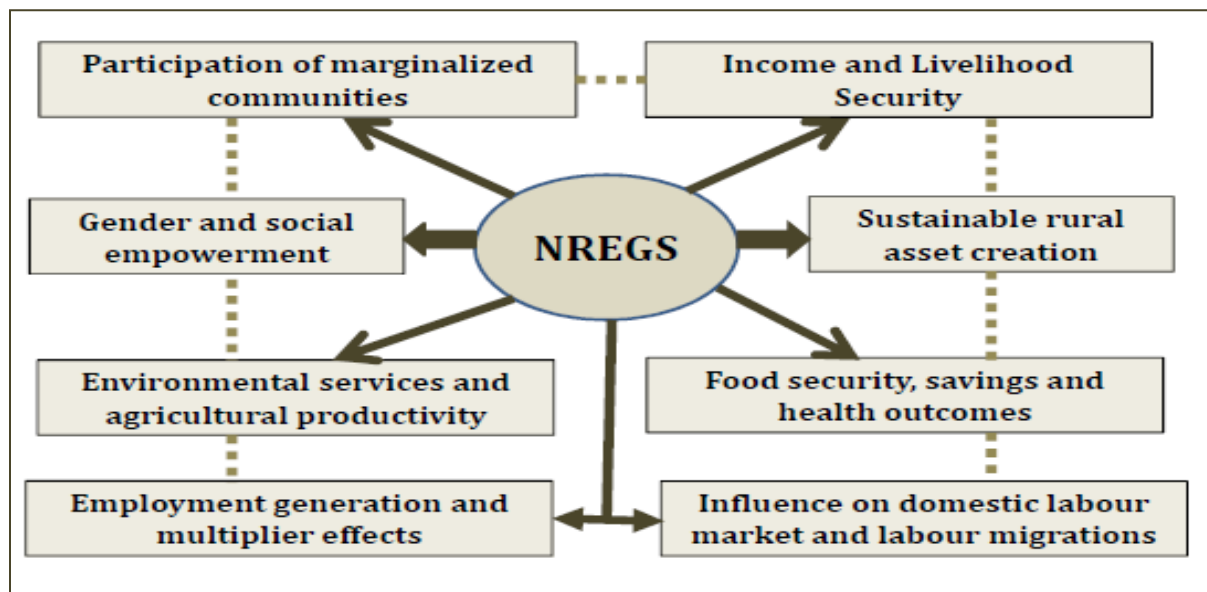 Participation of marginalized
communities
Income and Livelihood
Security
Gender and social
empowerment
NREGS
Sustainable rural
asset creation
Environmental services and
agricultural productivity
Food security, savings and
health outcomes
Employment generation and
multiplier effects
Influence on domestic labour
market and labour migrations